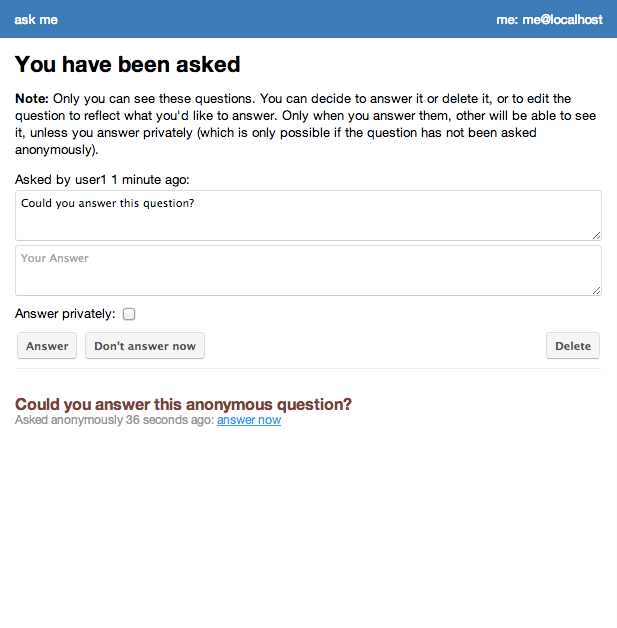 ask me
me: me@localhost
You have been asked
Note: Only you can see these questions. You can decide to answer it or delete it, or to edit the
question to reflect what you'd like to answer. Only when you answer them, other will be able to see
it, unless you answer privately (which is only possible if the question has not been asked
anonymously).
Asked by user1 1 minute ago:
Could you answer this question?
Your Answer
Answer privately:
Answer
Don't answer now
Delete
Could you answer this anonymous question?
Asked anonymously 36 seconds ago: answer now